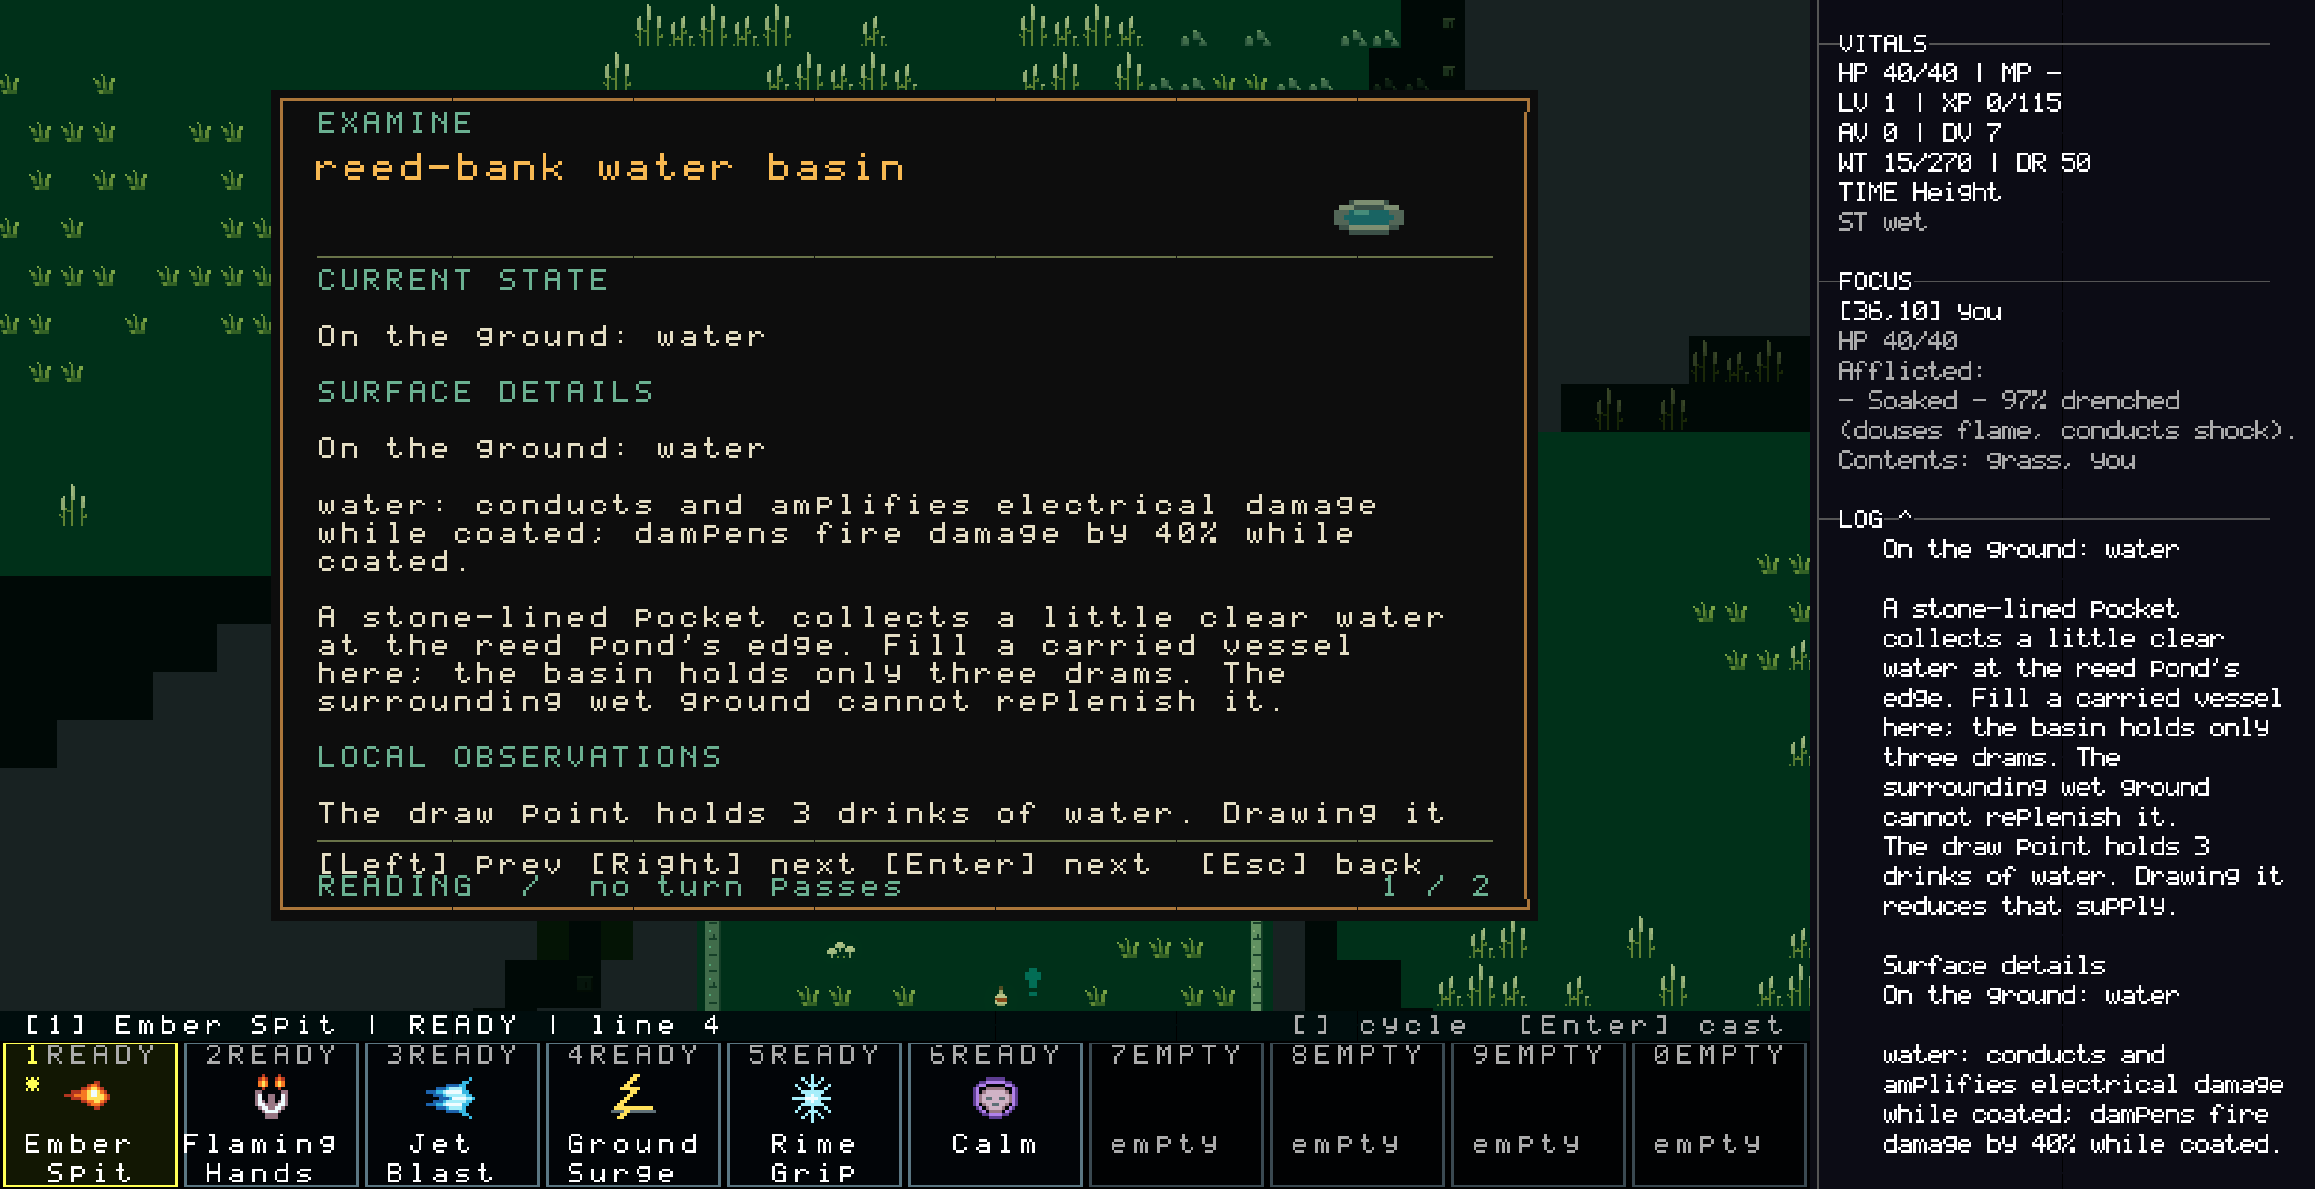 EXAMINE
reed-bank water basin
CURRENT STATE
On the ground: water
SURFACE DETAILS
On the ground: water
water: conducts and amplifies electrical damage
while coated; dampens fire damage by 40% while
coated.
A stone-lined pocket collects a little clear water
at the reed pond's edge. Fill a carried vessel
here; the basin holds only three drams. The
surrounding wet ground cannot replenish it.
LOCAL OBSERVATIONS
The draw point holds 3 drinks of water. Drawing it
[Left] prev [Right] next [Enter] next [Esc] back
READING / no turn passes 1 / 2
[1] Ember Spit | READY | line 4 [] cycle [Enter] cast
1READY 2READY 3READY 4READY 5READY 6READY 7EMPTY 8EMPTY 9EMPTY 0EMPTY
Ember Flaming Jet Ground Rime Calm empty empty empty empty
Spit Hands Blast Surge Grip
VITALS
HP 40/40 | MP -
LV 1 | XP 0/115
AV 0 | DV 7
WT 15/270 | DR 50
TIME Height
ST wet
FOCUS
[36,10] you
HP 40/40
Afflicted:
- Soaked - 97% drenched
(douses flame, conducts shock).
Contents: grass, you
LOG ^
On the ground: water
A stone-lined pocket
collects a little clear
water at the reed pond's
edge. Fill a carried vessel
here; the basin holds only
three drams. The
surrounding wet ground
cannot replenish it.
The draw point holds 3
drinks of water. Drawing it
reduces that supply.
Surface details
On the ground: water
water: conducts and
amplifies electrical damage
while coated; dampens fire
damage by 40% while coated.